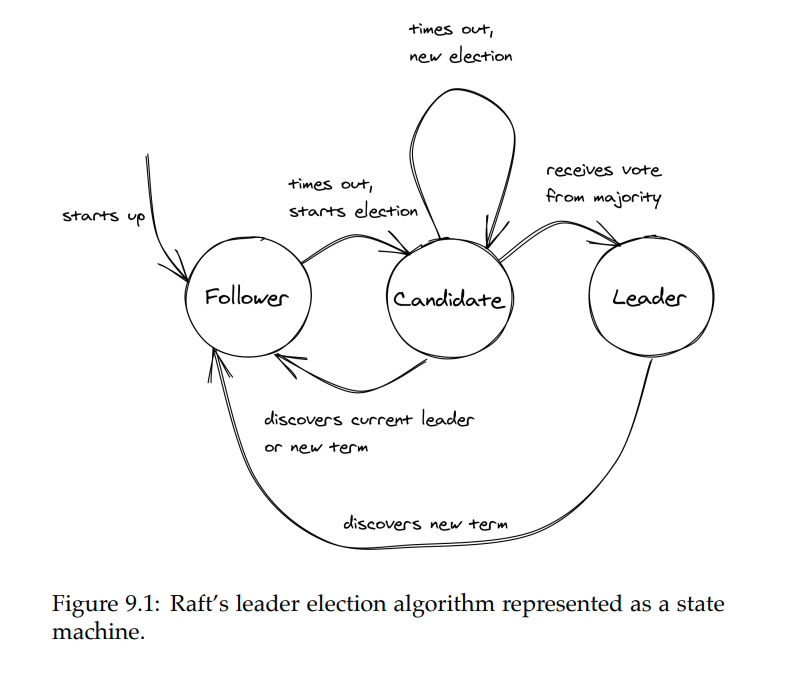 times out,
new election
receives vote
from majority
times out,
starts election
starts up
Follower
Candidate
Leader
discovers current leader
or new term
discovers new term
Figure 9.1: Raft's leader election algorithm represented as a state
machine.